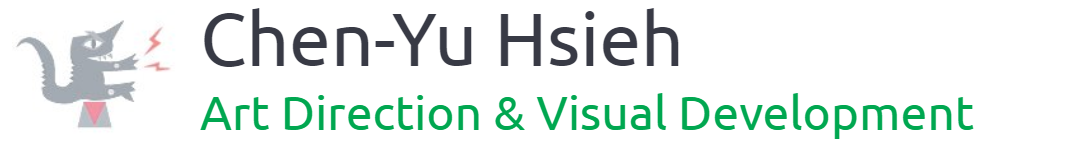 Chen-Yu Hsieh
Art Direction & Visual Development